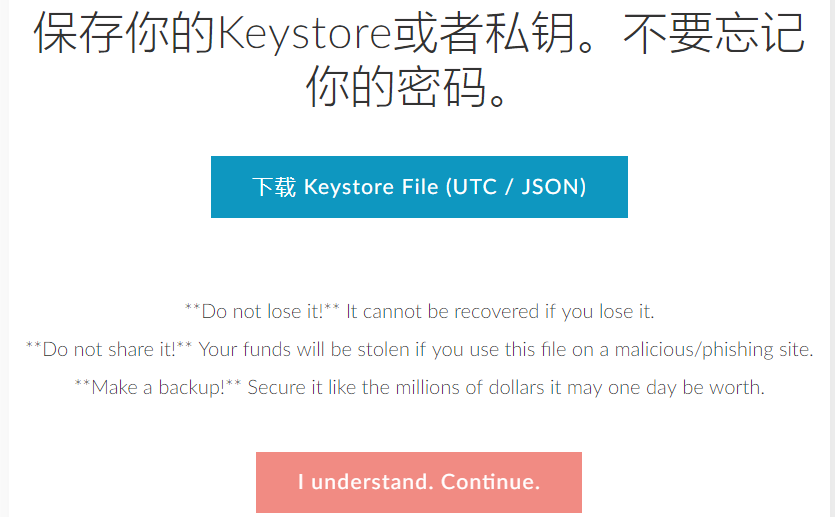 保存你的Keystore或者私钥。不要忘记
你的密码。
下载 Keystore File (UTC / JSON)
**Do not lose it!** It cannot be recovered if you lose it.
**Do not share it!** Your funds will be stolen if you use this file on a malicious/phishing site.
**Make a backup!** Secure it like the millions of dollars it may one day be worth.
I understand. Continue.